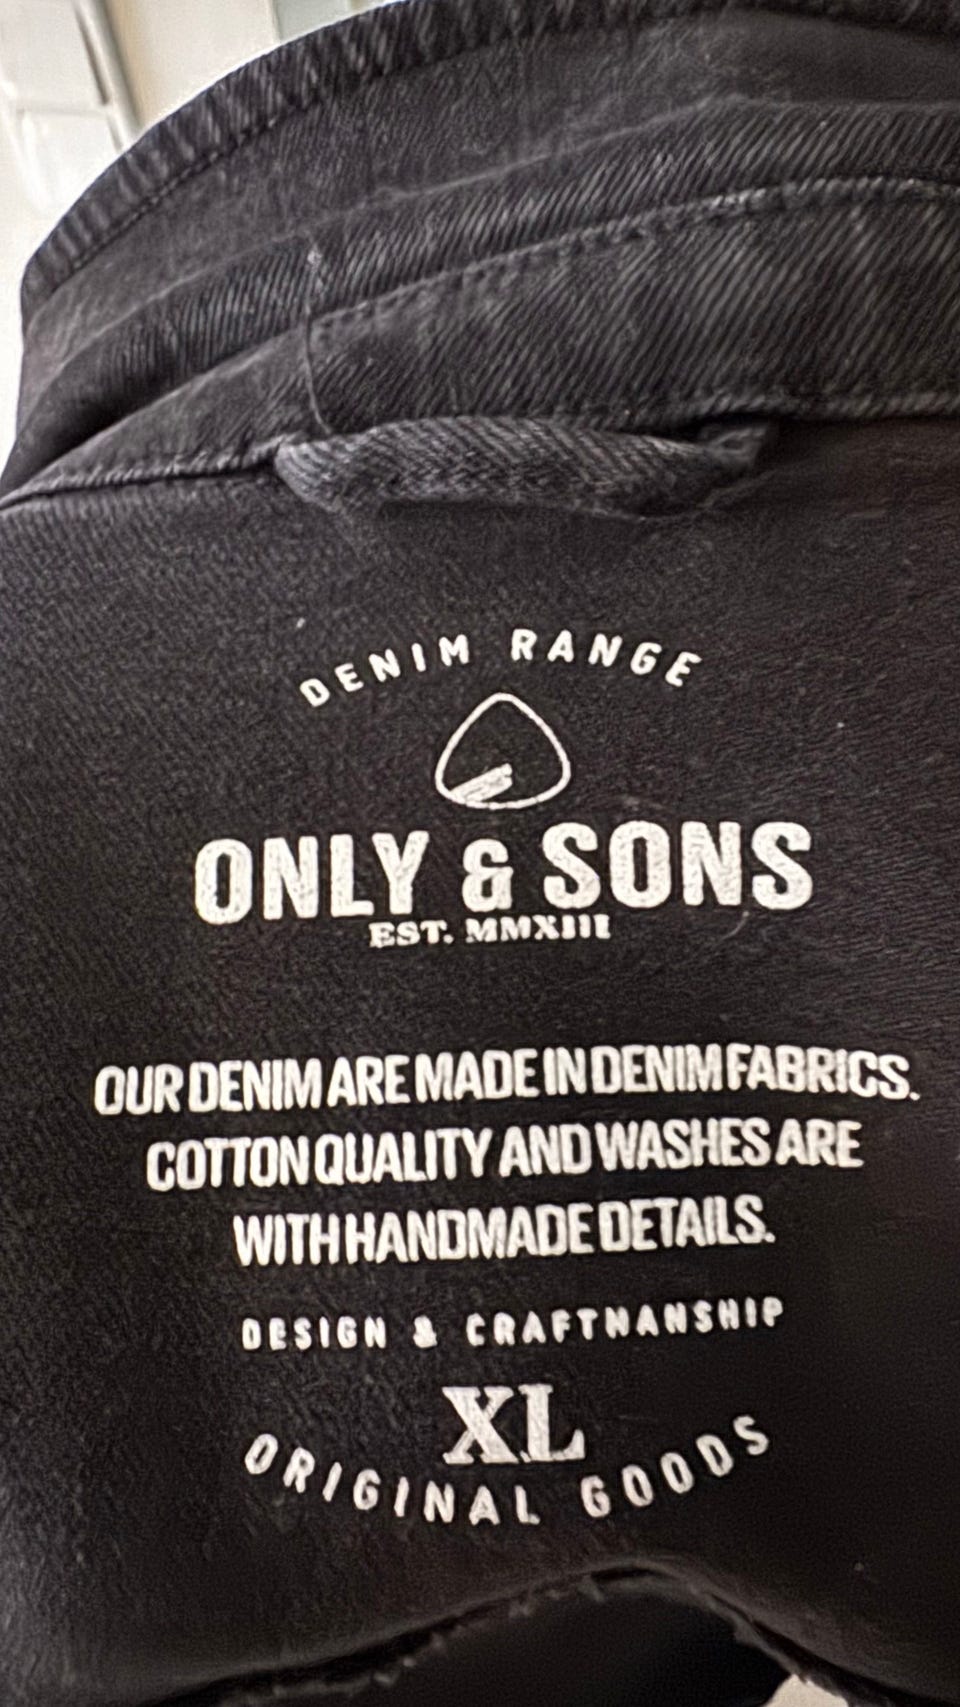 DENIM RANGE
ONLY & SONS
EST. MMXIII
OUR DENIM ARE MADE IN DENIM FABRICS.
COTTON QUALITY AND WASHES ARE
WITH HANDMADE DETAILS.
DESIGN & CRAFTMANSHIP
XL
ORIGINAL GOODS